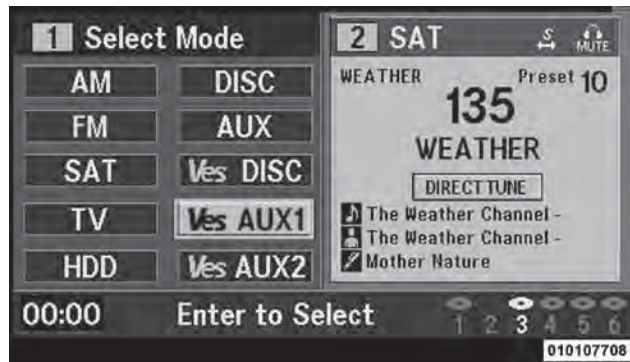 1 Select Mode
AM DISC
FM AUX
SAT Ves DISC
TV Ves AUX1
HDD Ves AUX2
2 SAT S MUTE
WEATHER Preset 10
135
WEATHER
DIRECT TUNE
The Weather Channel -
The Weather Channel -
Mother Nature
00:00 Enter to Select 1 2 3 4 5 6
010107708